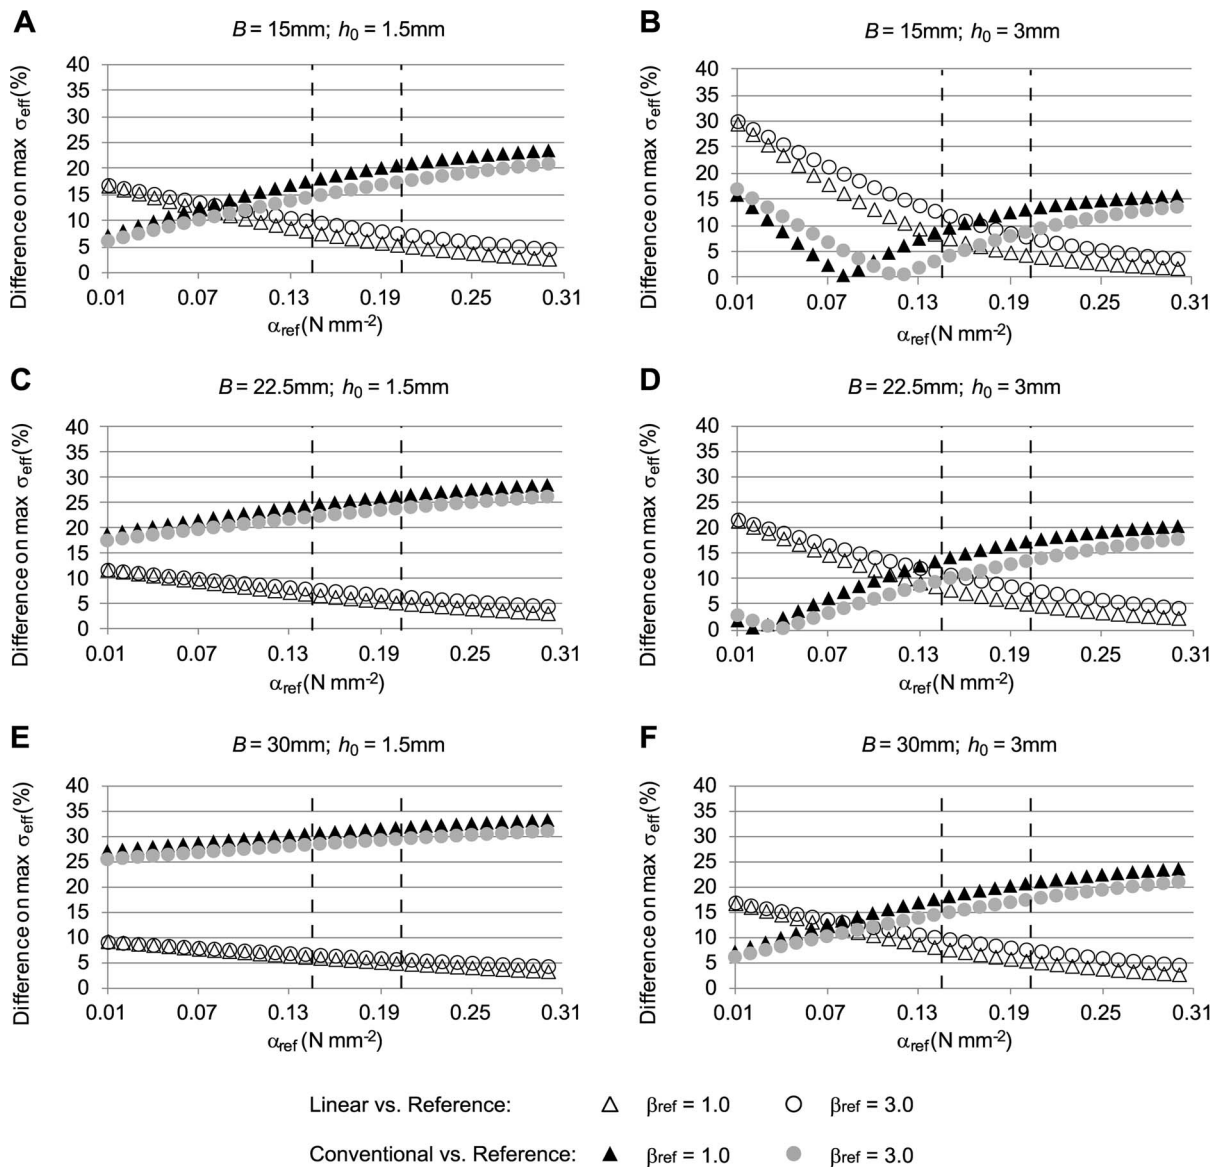 A
B = 15mm; h0 = 1.5mm
Difference on max σeff(%)
40
35
30
25
20
15
10
5
0
0.01 0.07 0.13 0.19 0.25 0.31
αref(N mm-2)
B
B = 15mm; h0 = 3mm
Difference on max σeff(%)
40
35
30
25
20
15
10
5
0
0.01 0.07 0.13 0.19 0.25 0.31
αref(N mm-2)
C
B = 22.5mm; h0 = 1.5mm
Difference on max σeff(%)
40
35
30
25
20
15
10
5
0
0.01 0.07 0.13 0.19 0.25 0.31
αref(N mm-2)
D
B = 22.5mm; h0 = 3mm
Difference on max σeff(%)
40
35
30
25
20
15
10
5
0
0.01 0.07 0.13 0.19 0.25 0.31
αref(N mm-2)
E
B = 30mm; h0 = 1.5mm
Difference on max σeff(%)
40
35
30
25
20
15
10
5
0
0.01 0.07 0.13 0.19 0.25 0.31
αref(N mm-2)
F
B = 30mm; h0 = 3mm
Difference on max σeff(%)
40
35
30
25
20
15
10
5
0
0.01 0.07 0.13 0.19 0.25 0.31
αref(N mm-2)
Linear vs. Reference: βref = 1.0 βref = 3.0
Conventional vs. Reference: βref = 1.0 βref = 3.0